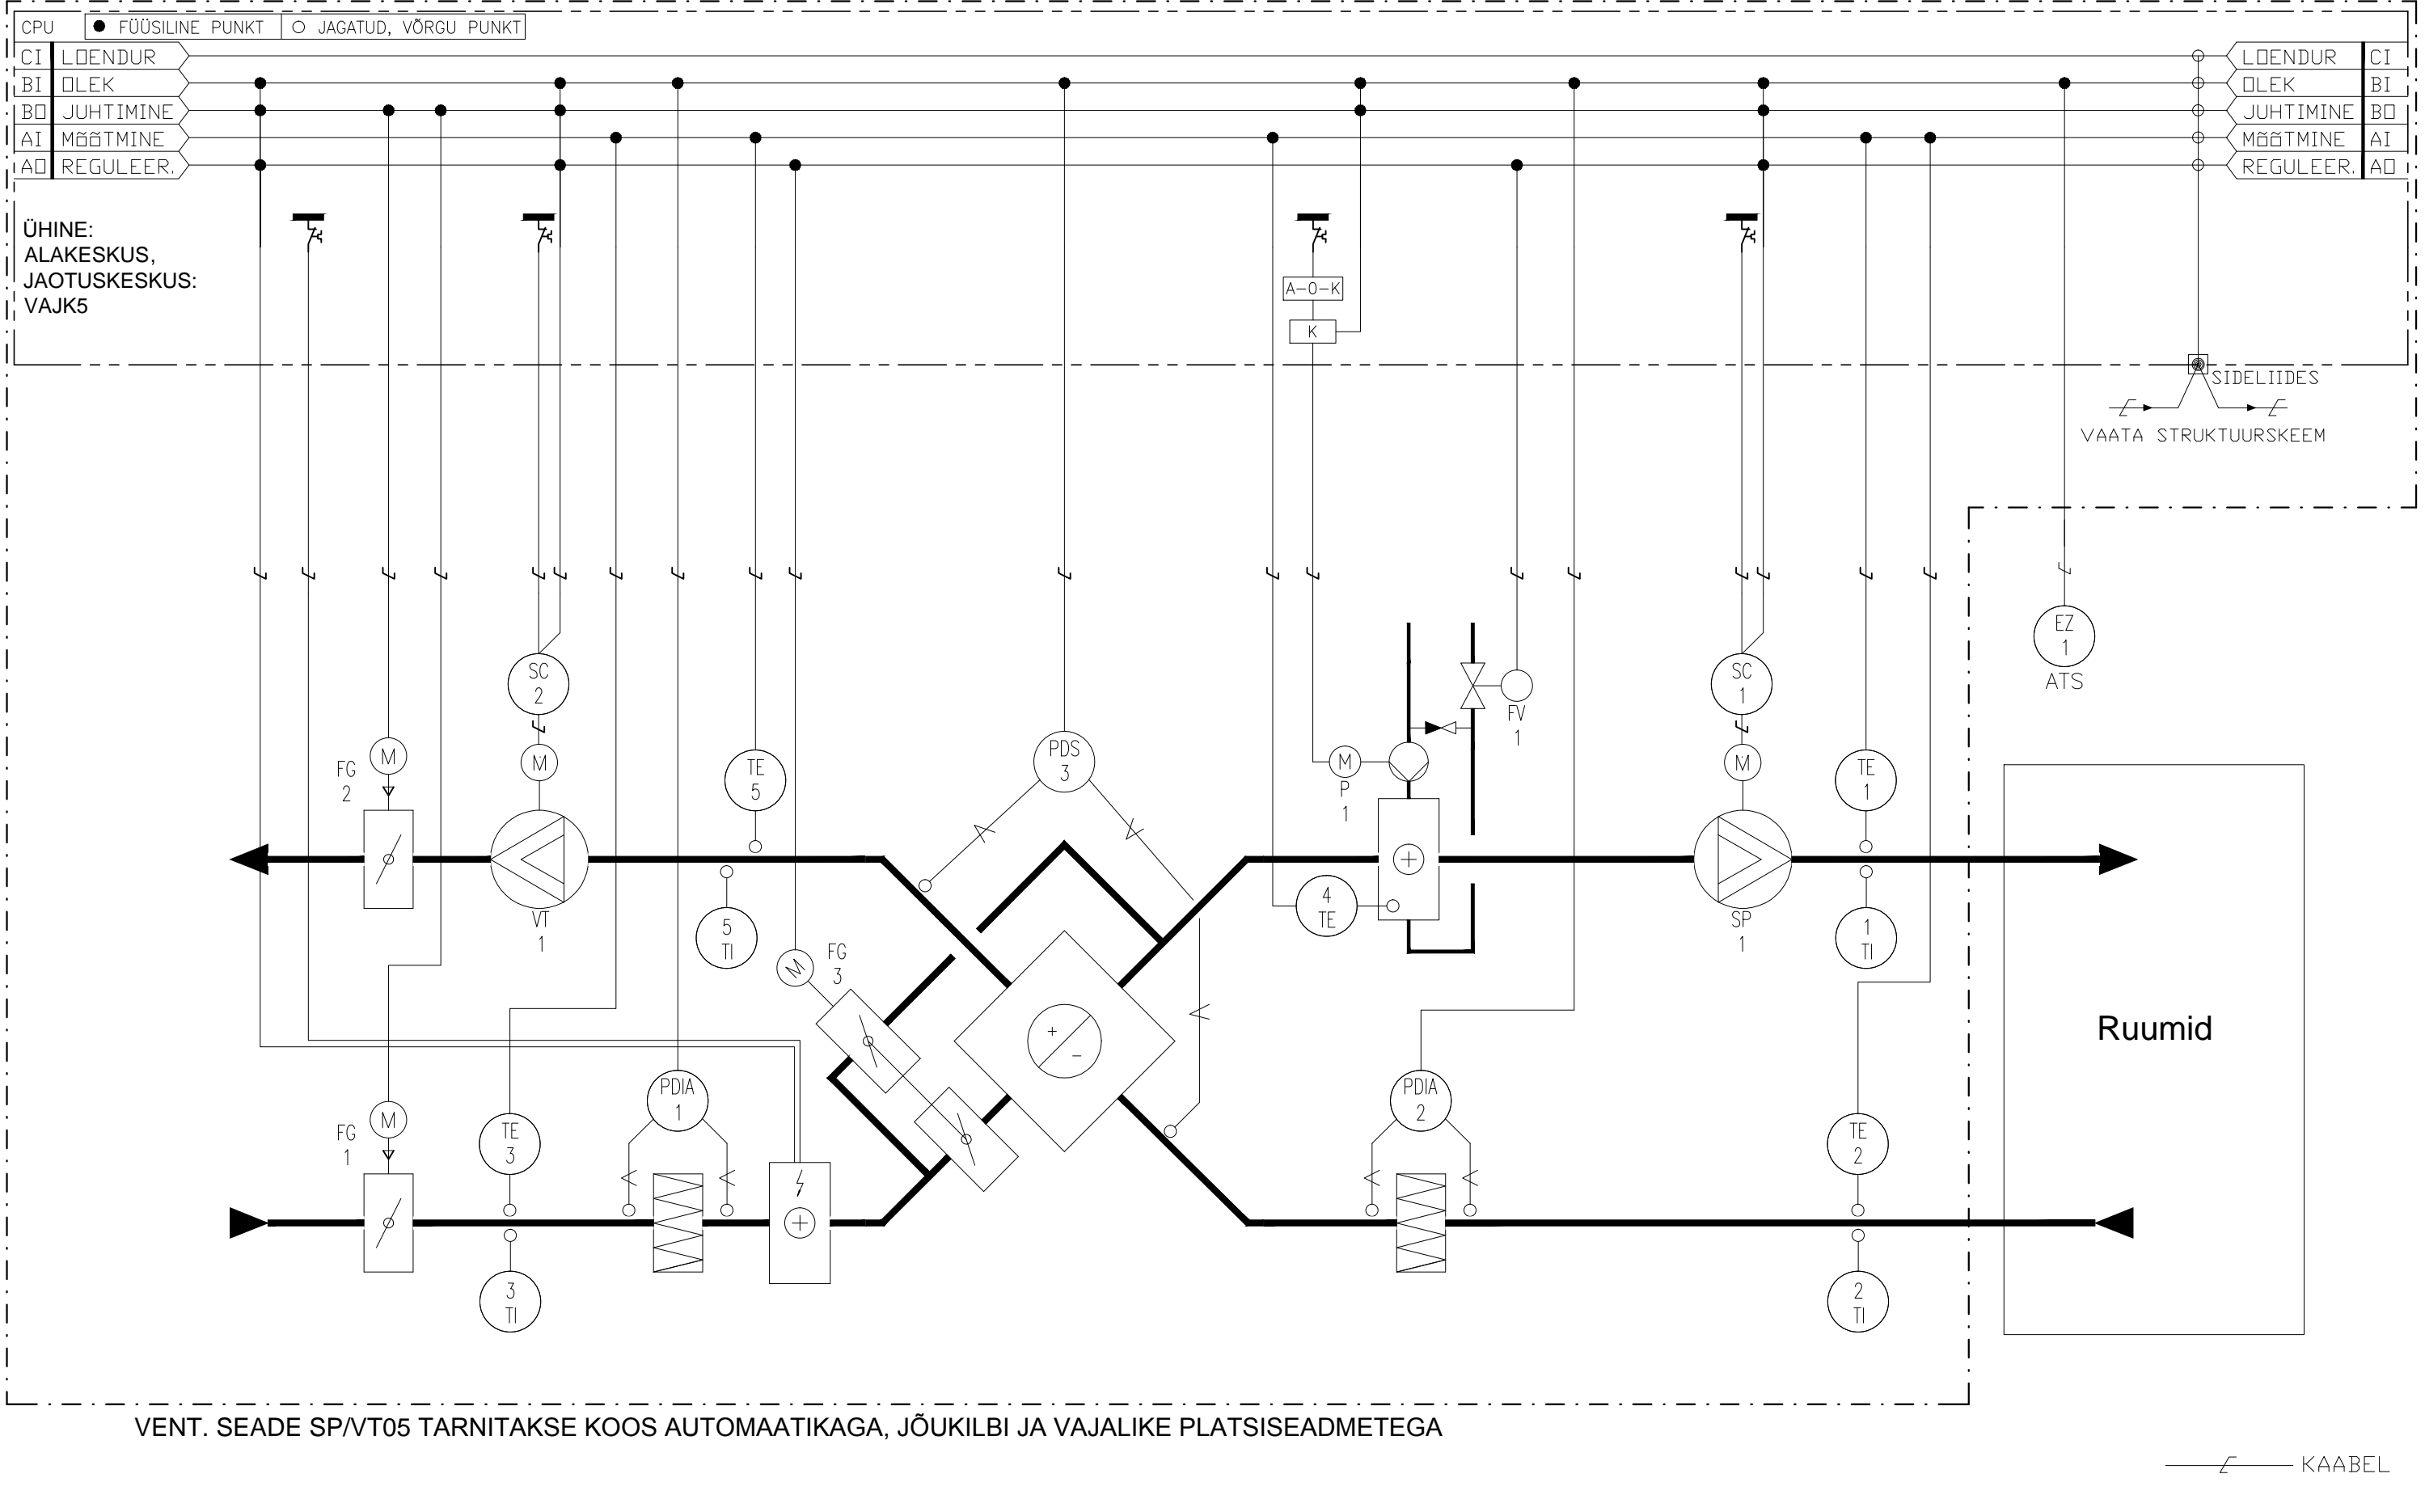 CPU ● FÜÜSILINE PUNKT ○ JAGATUD, VÕRGU PUNKT
CI LOENDUR
BI OLEK
BO JUHTIMINE
AI MÕÕTMINE
AO REGULEER.
LOENDUR CI
OLEK BI
JUHTIMINE BO
MÕÕTMINE AI
REGULEER. AO
ÜHINE:
ALAKESKUS,
JAOTUSKESKUS:
VAJK5
A-0-K
K
SIDELIIDES
VAATA STRUKTUURSKEEM
EZ
1
ATS
SC
2
SC
1
FV
1
M
FG
2
M
TE
5
PDS
3
M
P
1
M
TE
1
VT
1
5
TI
4
TE
SP
1
1
TI
M
FG
3
+
-
Ruumid
M
FG
1
TE
3
PDIA
1
PDIA
2
TE
2
3
TI
2
TI
VENT. SEADE SP/VT05 TARNITAKSE KOOS AUTOMAATIKAGA, JÕUKILBI JA VAJALIKE PLATSISEADMETEGA
KAABEL